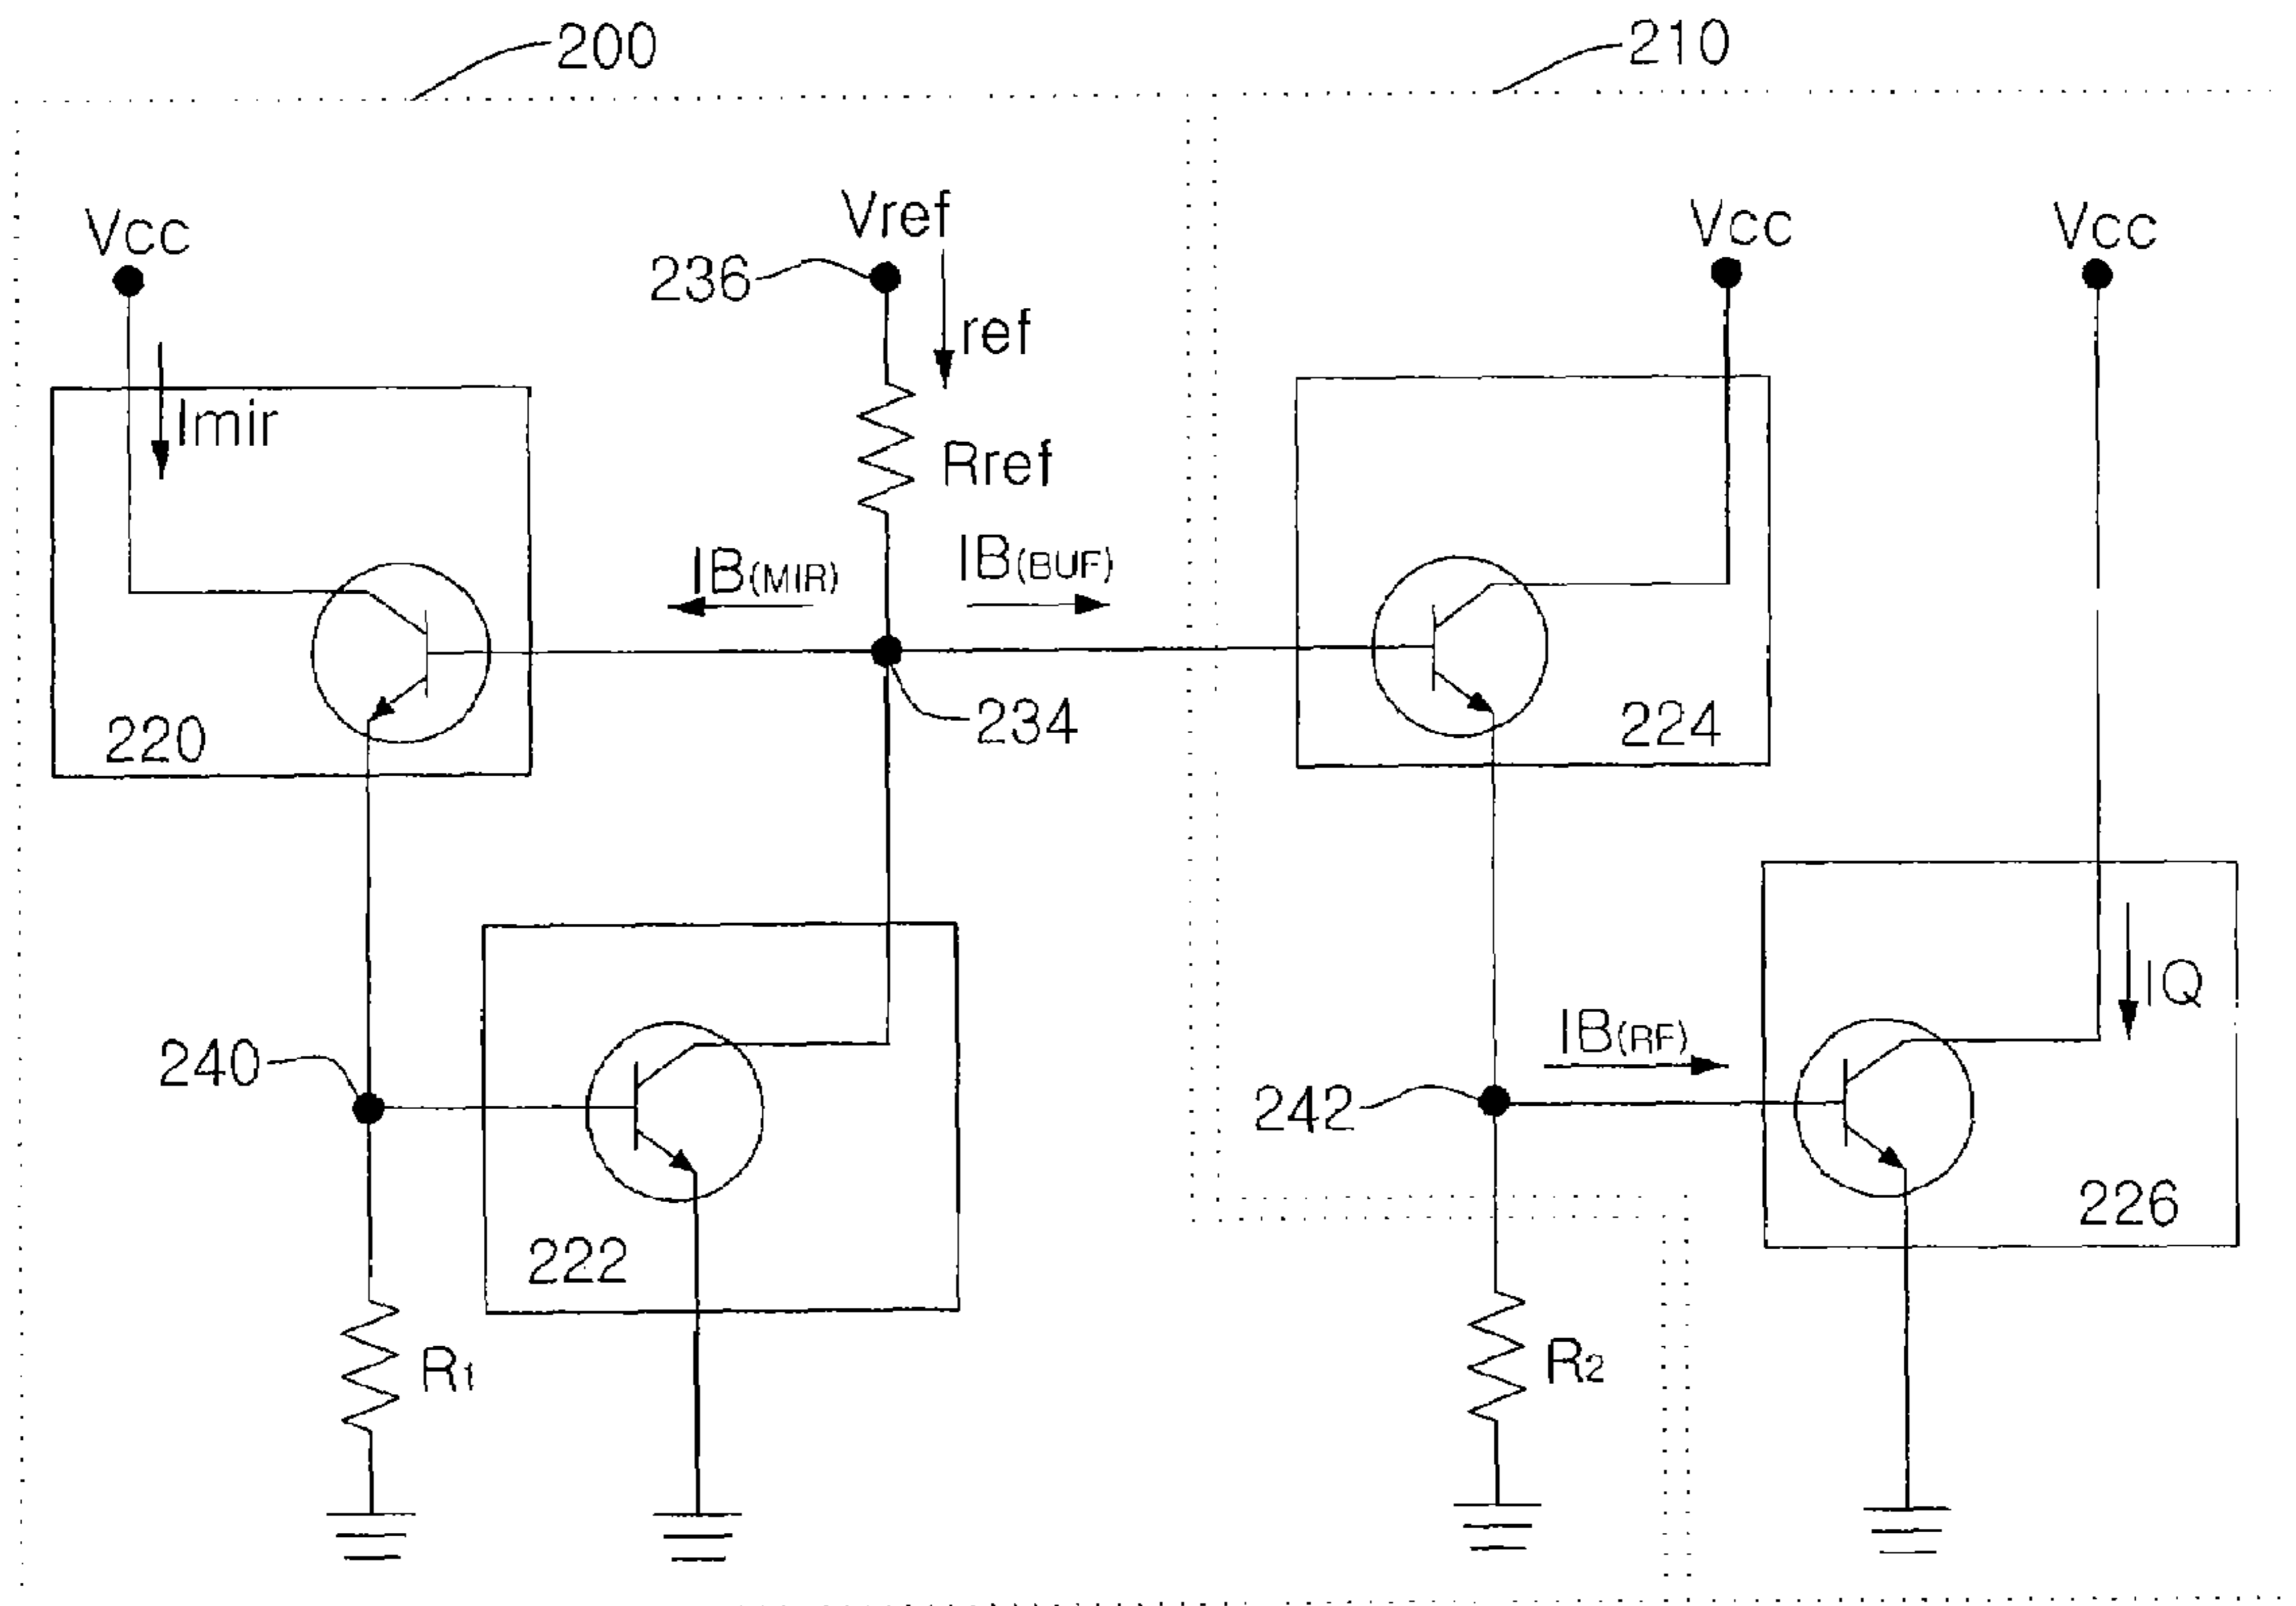 200
210
Vcc
Vref
Vcc
Vcc
236
ref
Imir
Rref
IB(MIR)
IB(BUF)
234
220
224
240
IB(RF)
IQ
242
226
222
R1
R2